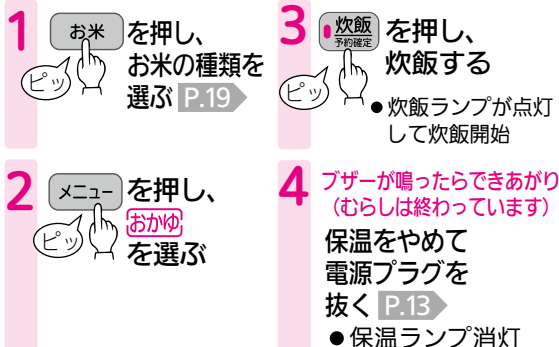 1
お米 を押し、
ピッ
お米の種類を
選ぶ P.19
2
メニュー を押し、
ピッ
おかゆ
を選ぶ
3
炊飯 を押し、
予約確定
ピッ
炊飯する
●炊飯ランプが点灯
して炊飯開始
4
ブザーが鳴ったらできあがり
（むらしは終わっています）
保温をやめて
電源プラグを
抜く P.13
●保温ランプ消灯